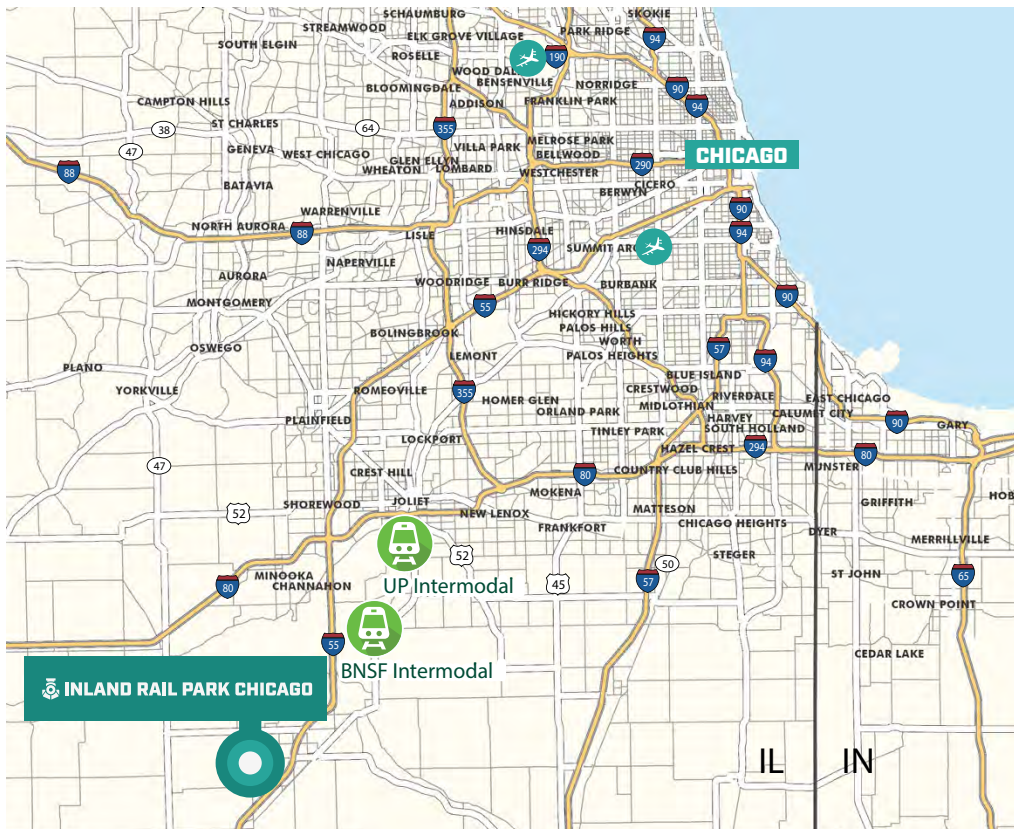 SCHAUMBURG
SKOKIE
STREAMWOOD
PARK RIDGE
ELK GROVE VILLAGE
94
SOUTH ELGIN
ROSELLE
190
WOOD DA
BENSENVILLE
NORRIDGE
90
BLOOMINGDALE
CAMPTON HILLS
ADDISON
FRANKLIN PARK
94
ST CHARLES
64
355
38
MELROSE PARK
47
GENEVA
WEST CHICAGO
VILLA PARK
BELLWOOD
CHICAGO
GLEN ELLYN
290
88
WHEATON
LOMBARD
WESTCHESTER
CICERO
BATAVIA
BERWYN
90
WARRENVILLE
NORTH AURORA
88
LISLE
HINSDALE
94
294
SUMMIT AR
NAPERVILLE
AURORA
WOODRIDGE
BURR RIDGE
BURBANK
90
MONTGOMERY
55
HICKORY HILLS
BOLINGBROOK
PALOS HILLS
WORTH
OSWEGO
LEMONT
PALOS HEIGHTS
57
94
PLANO
BLUE ISLAND
YORKVILLE
ROMEOVILLE
355
CRESTWOOD
RIVERDALE
EAST CHICAGO
HOMER GLEN
MIDLOTHIAN
ORLAND PARK
CALUMET CITY
PLAINFIELD
HARVEY
90
GARY
TINLEY PARK
SOUTH HOLLAND
LOCKPORT
HAZEL CREST
294
80
47
CREST HILL
COUNTRY CLUB HILLS
MUNSTER
80
MOKENA
SHOREWOOD
JOLIET
GRIFFITH
HOB
52
NEW LENOX
MATTESON
FRANKFORT
CHICAGO HEIGHTS
DYER
MERRILLVILLE
52
STEGER
50
MINOOKA
ST JOHN
65
80
CHANNAHON
UP Intermodal
45
57
CROWN POINT
55
CEDAR LAKE
BNSF Intermodal
INLAND RAIL PARK CHICAGO
IL
IN